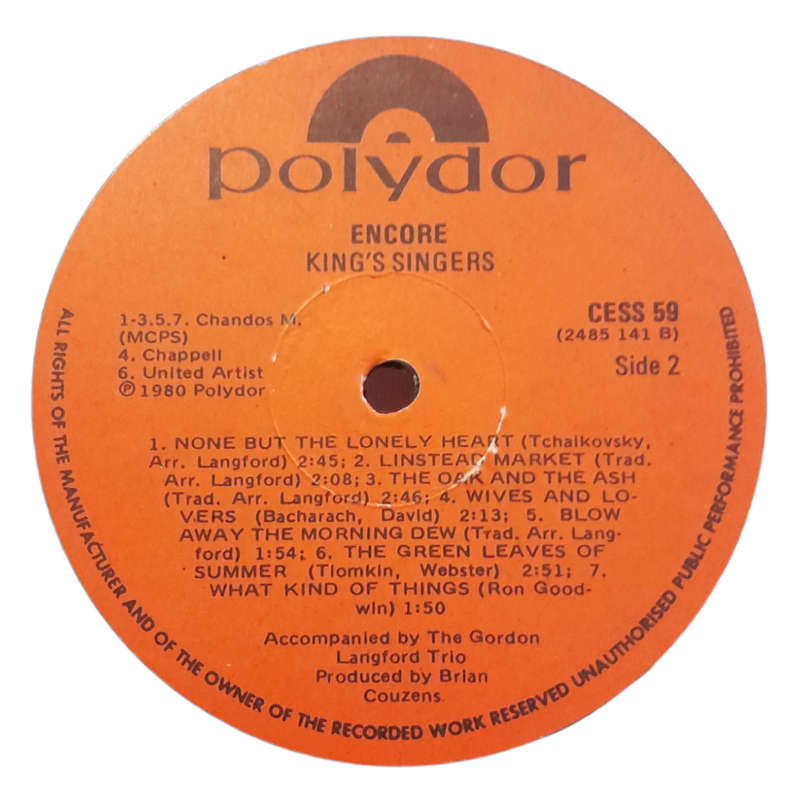 polydor
ENCORE
KING'S SINGERS
1-3.5.7. Chandos M.
(MCPS)
4. Chappell
6. United Artist
Ⓟ 1980 Polydor
CESS 59
(2485 141 B)
Side 2
1. NONE BUT THE LONELY HEART (Tchaikovsky,
Arr. Langford) 2:45; 2. LINSTEAD MARKET (Trad.
Arr. Langford) 2:08; 3. THE OAK AND THE ASH
(Trad. Arr. Langford) 2:46; 4. WIVES AND LO-
VERS (Bacharach, David) 2:13; 5. BLOW
AWAY THE MORNING DEW (Trad. Arr. Lang-
ford) 1:54; 6. THE GREEN LEAVES OF
SUMMER (Tiomkin, Webster) 2:51; 7.
WHAT KIND OF THINGS (Ron Good-
win) 1:50
Accompanied by The Gordon
Langford Trio
Produced by Brian
Couzens.
ALL RIGHTS OF THE MANUFACTURER AND OF THE OWNER OF THE RECORDED WORK RESERVED UNAUTHORISED PUBLIC PERFORMANCE PROHIBITED